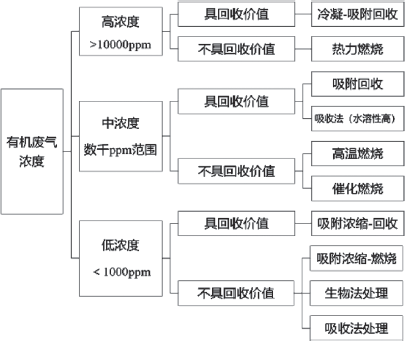 有机废气
浓度
高浓度
>10000ppm
具回收价值
冷凝-吸附回收
不具回收价值
热力燃烧
中浓度
数千ppm范围
具回收价值
吸附回收
吸收法（水溶性高）
不具回收价值
高温燃烧
催化燃烧
低浓度
< 1000ppm
具回收价值
吸附浓缩-回收
不具回收价值
吸附浓缩-燃烧
生物法处理
吸收法处理